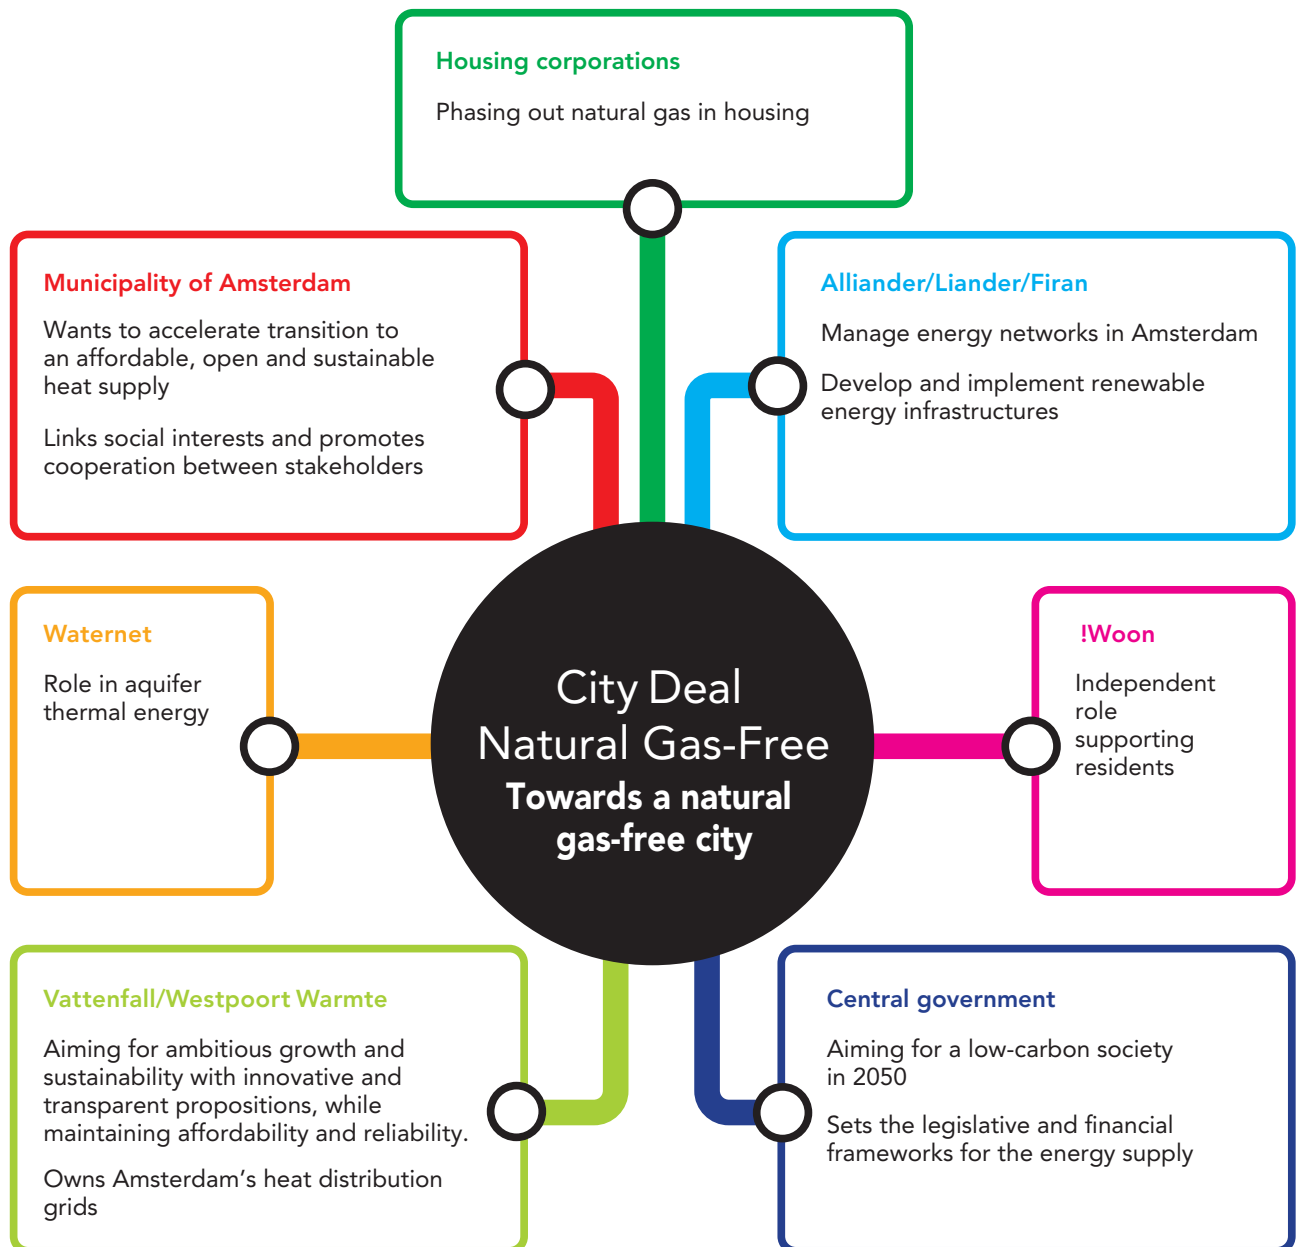 Housing corporations
Phasing out natural gas in housing
Municipality of Amsterdam
Wants to accelerate transition to
an affordable, open and sustainable
heat supply
Links social interests and promotes
cooperation between stakeholders
Alliander/Liander/Firan
Manage energy networks in Amsterdam
Develop and implement renewable
energy infrastructures
Waternet
Role in aquifer
thermal energy
City Deal
Natural Gas-Free
Towards a natural
gas-free city
!Woon
Independent
role
supporting
residents
Vattenfall/Westpoort Warmte
Aiming for ambitious growth and
sustainability with innovative and
transparent propositions, while
maintaining affordability and reliability.
Owns Amsterdam's heat distribution
grids
Central government
Aiming for a low-carbon society
in 2050
Sets the legislative and financial
frameworks for the energy supply